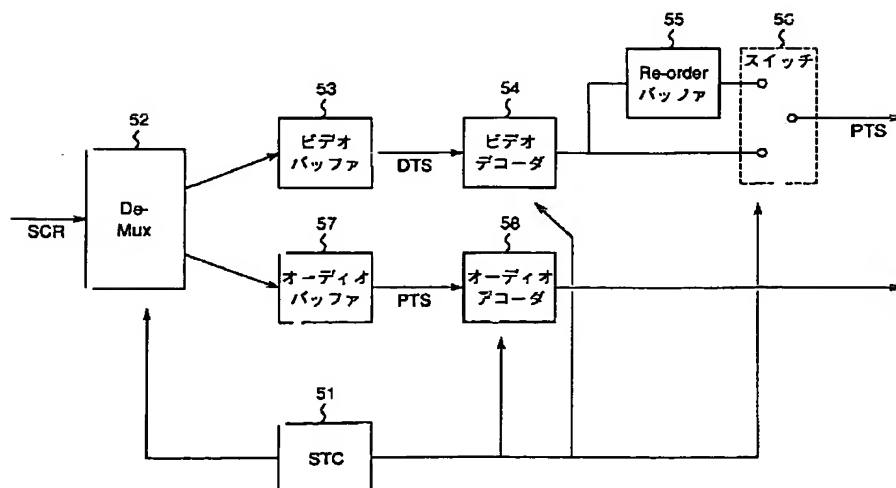 55
56
Re-order
バッファ
スイッチ
PTS
53
ビデオ
バッファ
DTS
54
ビデオ
デコーダ
52
De-
Mux
SCR
57
オーディオ
バッファ
PTS
58
オーディオ
デコーダ
51
STC